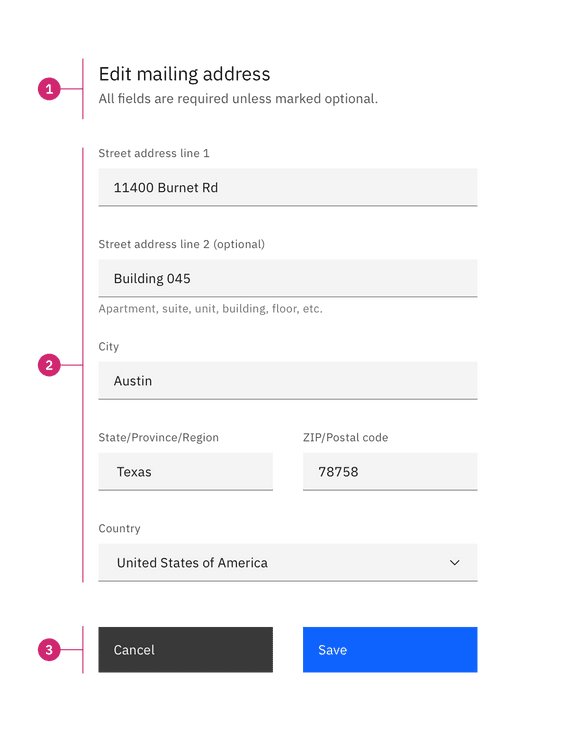 Edit mailing address
1
All fields are required unless marked optional.
Street address line 1
11400 Burnet Rd
Street address line 2 (optional)
Building 045
Apartment, suite, unit, building, floor, etc.
City
2
Austin
State/Province/Region
ZIP/Postal code
Texas
78758
Country
United States of America
3
Cancel
Save